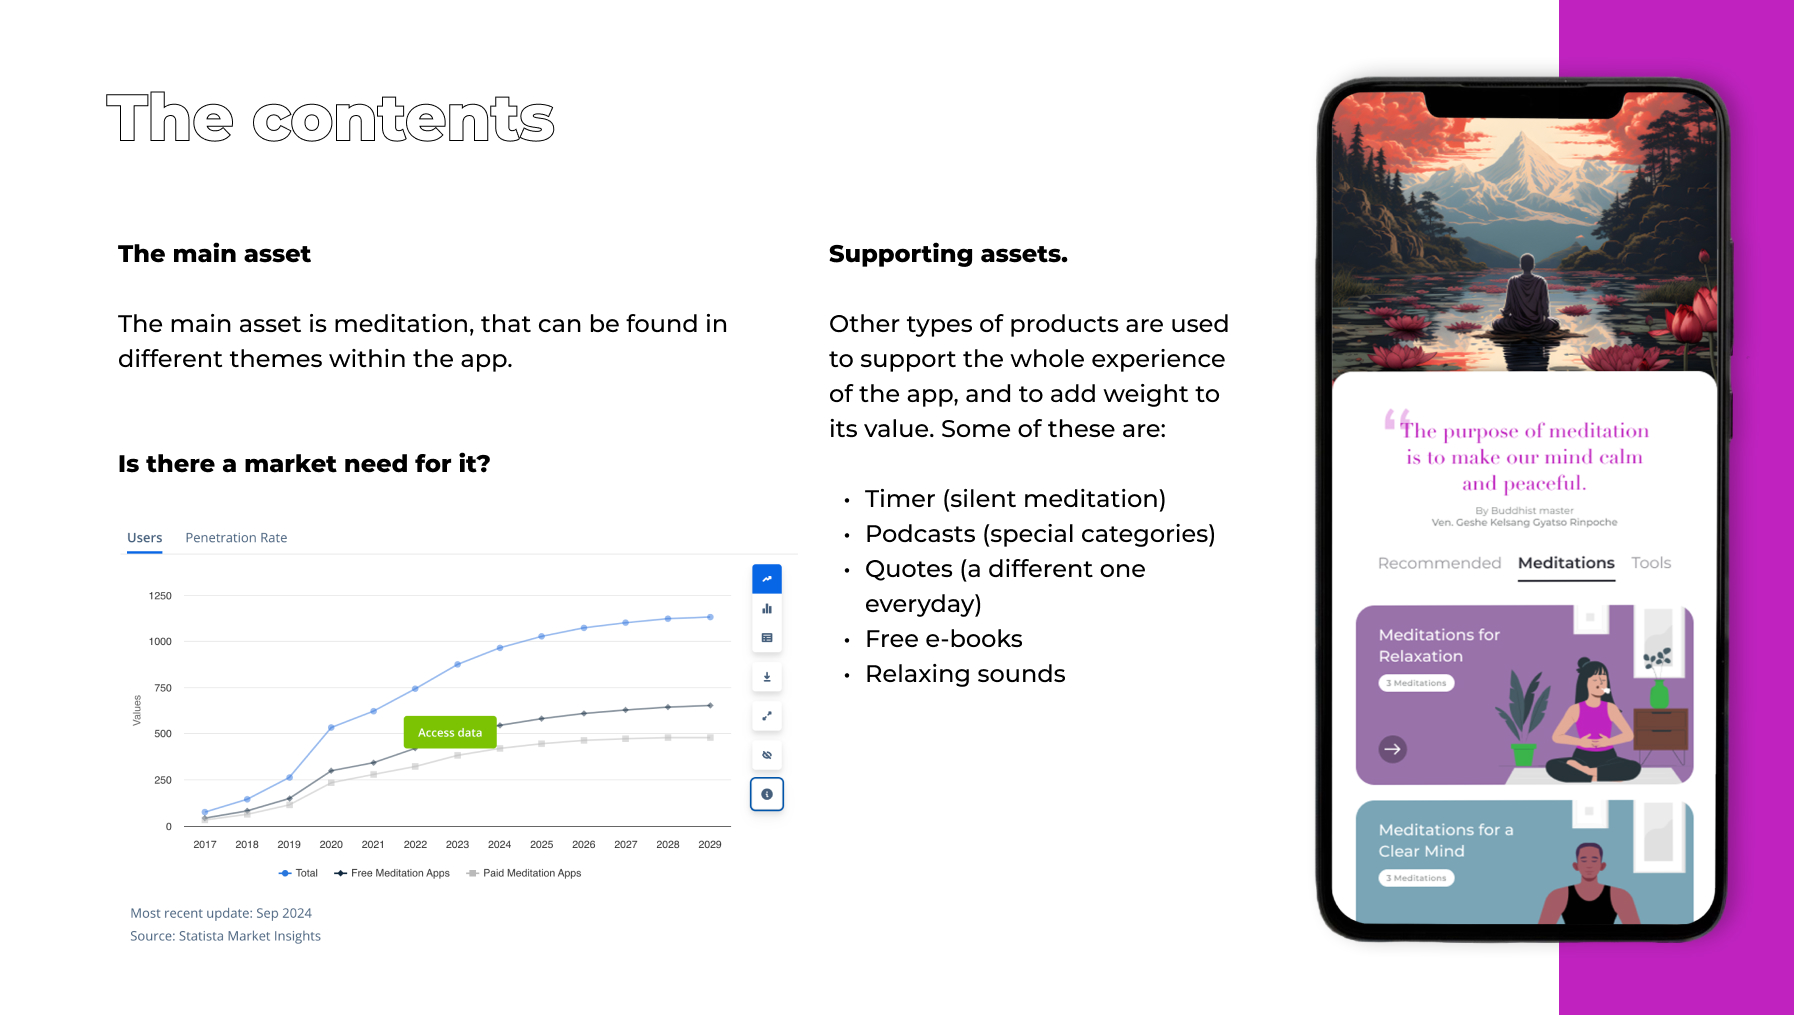 The contents
The main asset
The main asset is meditation, that can be found in
different themes within the app.
Is there a market need for it?
Users
Penetration Rate
1250
1000
750
500
250
0
Values
Access data
2017
2018
2019
2020
2021
2022
2023
2024
2025
2026
2027
2028
2029
Total
Free Meditation Apps
Paid Meditation Apps
Most recent update: Sep 2024
Source: Statista Market Insights
Supporting assets.
Other types of products are used
to support the whole experience
of the app, and to add weight to
its value. Some of these are:
• Timer (silent meditation)
• Podcasts (special categories)
• Quotes (a different one
everyday)
• Free e-books
• Relaxing sounds
“The purpose of meditation
is to make our mind calm
and peaceful.
By Buddhist master
Ven. Geshe Kelsang Gyatso Rinpoche
Recommended
Meditations
Tools
Meditations for
Relaxation
3 Meditations
Meditations for a
Clear Mind
3 Meditations